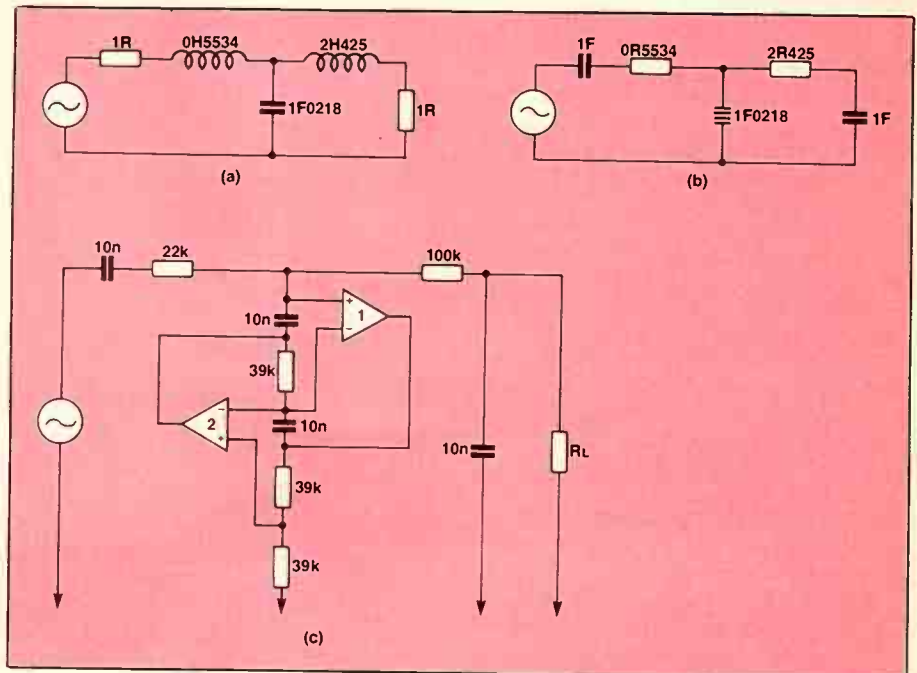 1R
0H5534
2H425
1F0218
1R
(a)
1F
0R5534
2R425
1F0218
1F
(b)
10n
22k
100k
10n
+
−
1
39k
−
2
+
10n
39k
10n
RL
39k
(c)